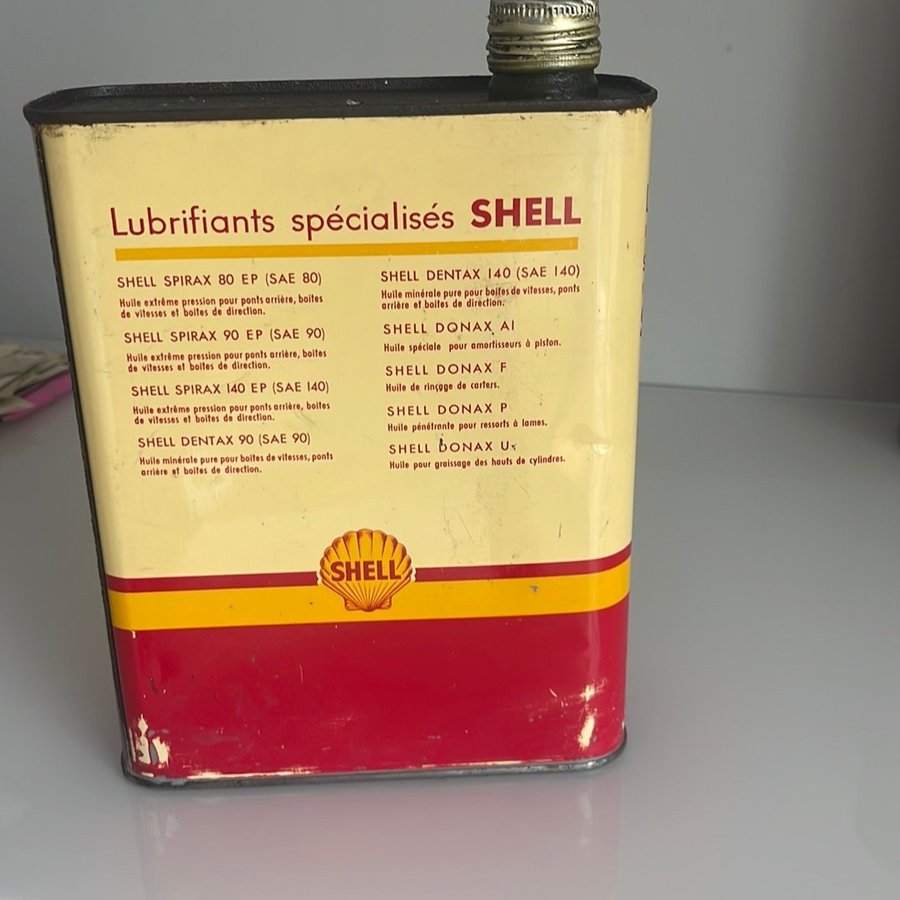 Lubrifiants spécialisés SHELL
SHELL SPIRAX 80 EP (SAE 80)
Huile extrême pression pour ponts arrière, boites
de vitesses et boites de direction.
SHELL SPIRAX 90 EP (SAE 90)
Huile extrême pression pour ponts arrière, boites
de vitesses et boites de direction.
SHELL SPIRAX 140 EP (SAE 140)
Huile extrême pression pour ponts arrière, boites
de vitesses et boites de direction.
SHELL DENTAX 90 (SAE 90)
Huile minérale pure pour boites de vitesses, ponts
arrière et boites de direction.
SHELL DENTAX 140 (SAE 140)
Huile minérale pure pour boites de vitesses, ponts
arrière et boites de direction.
SHELL DONAX A1
Huile spéciale pour amortisseurs à piston.
SHELL DONAX F
Huile de rinçage de carters.
SHELL DONAX P
Huile pénétrante pour ressorts à lames.
SHELL DONAX U
Huile pour graissage des hauts de cylindres.
SHELL